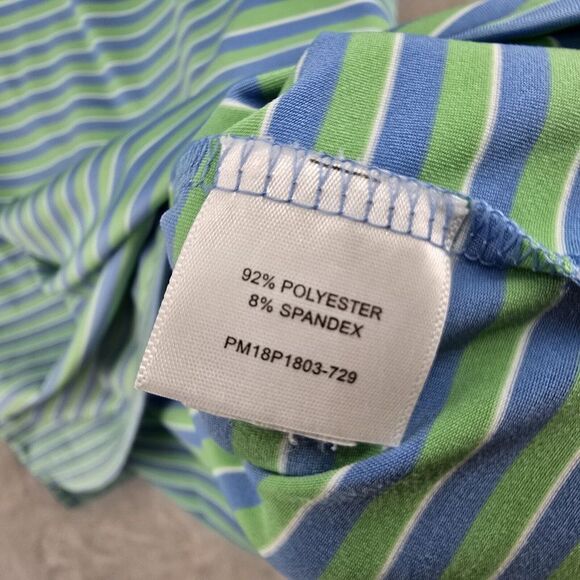 92% POLYESTER
8% SPANDEX
PM18P1803-729